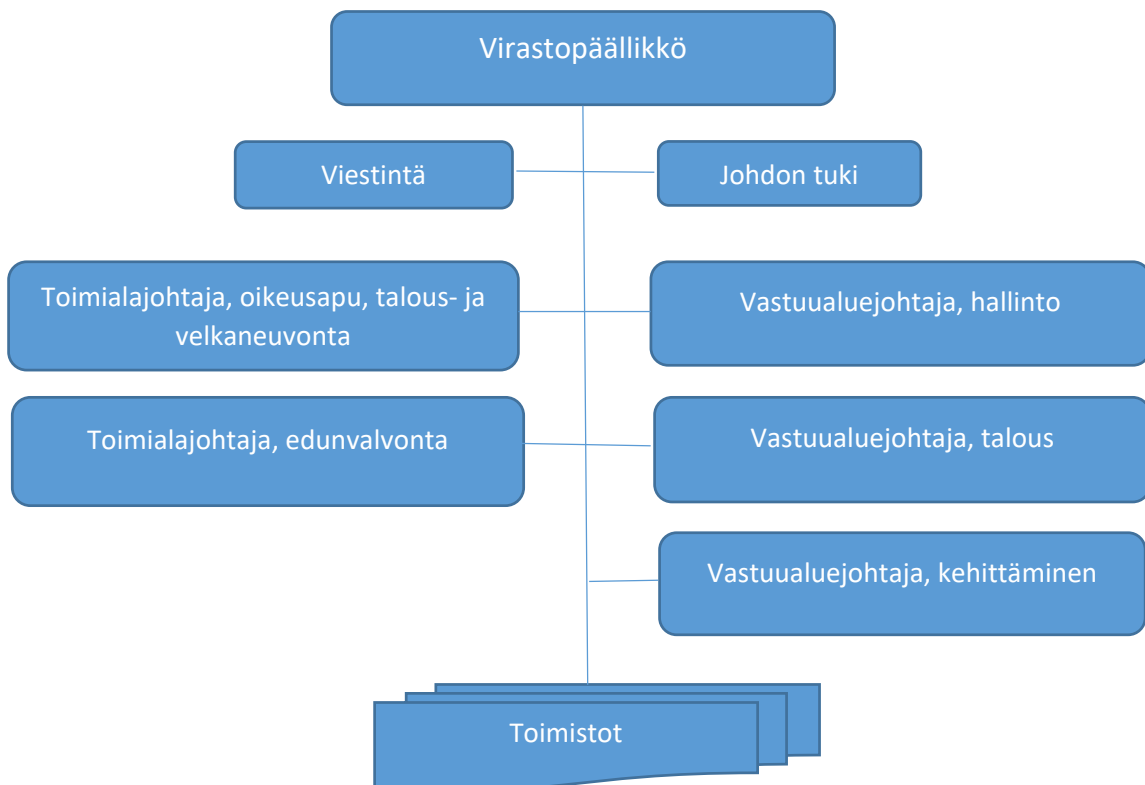 Virastopäällikkö
Viestintä
Johdon tuki
Toimialajohtaja, oikeusapu, talous- ja
velkaneuvonta
Vastuualuejohtaja, hallinto
Toimialajohtaja, edunvalvonta
Vastuualuejohtaja, talous
Vastuualuejohtaja, kehittäminen
Toimistot